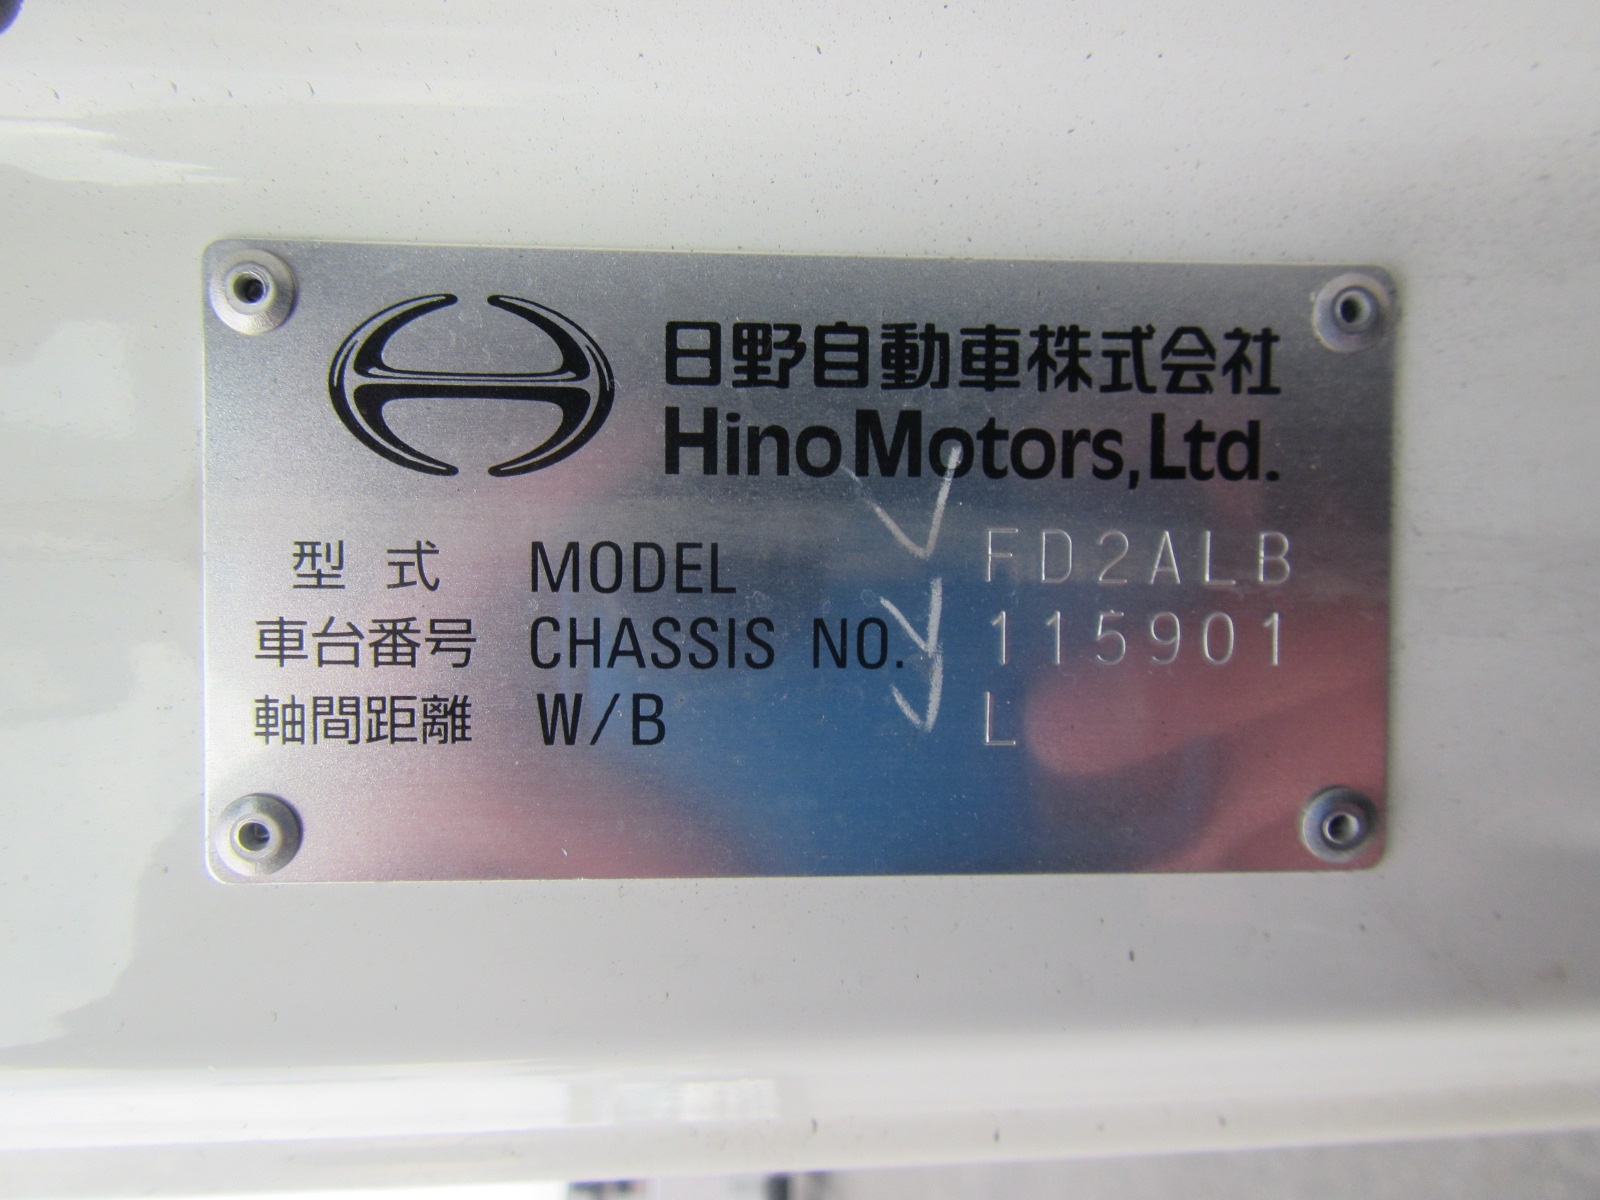 日野自動車株式会社
Hino Motors, Ltd.
型式 MODEL FD2ALB
車台番号 CHASSIS NO. 115901
軸間距離 W/B L